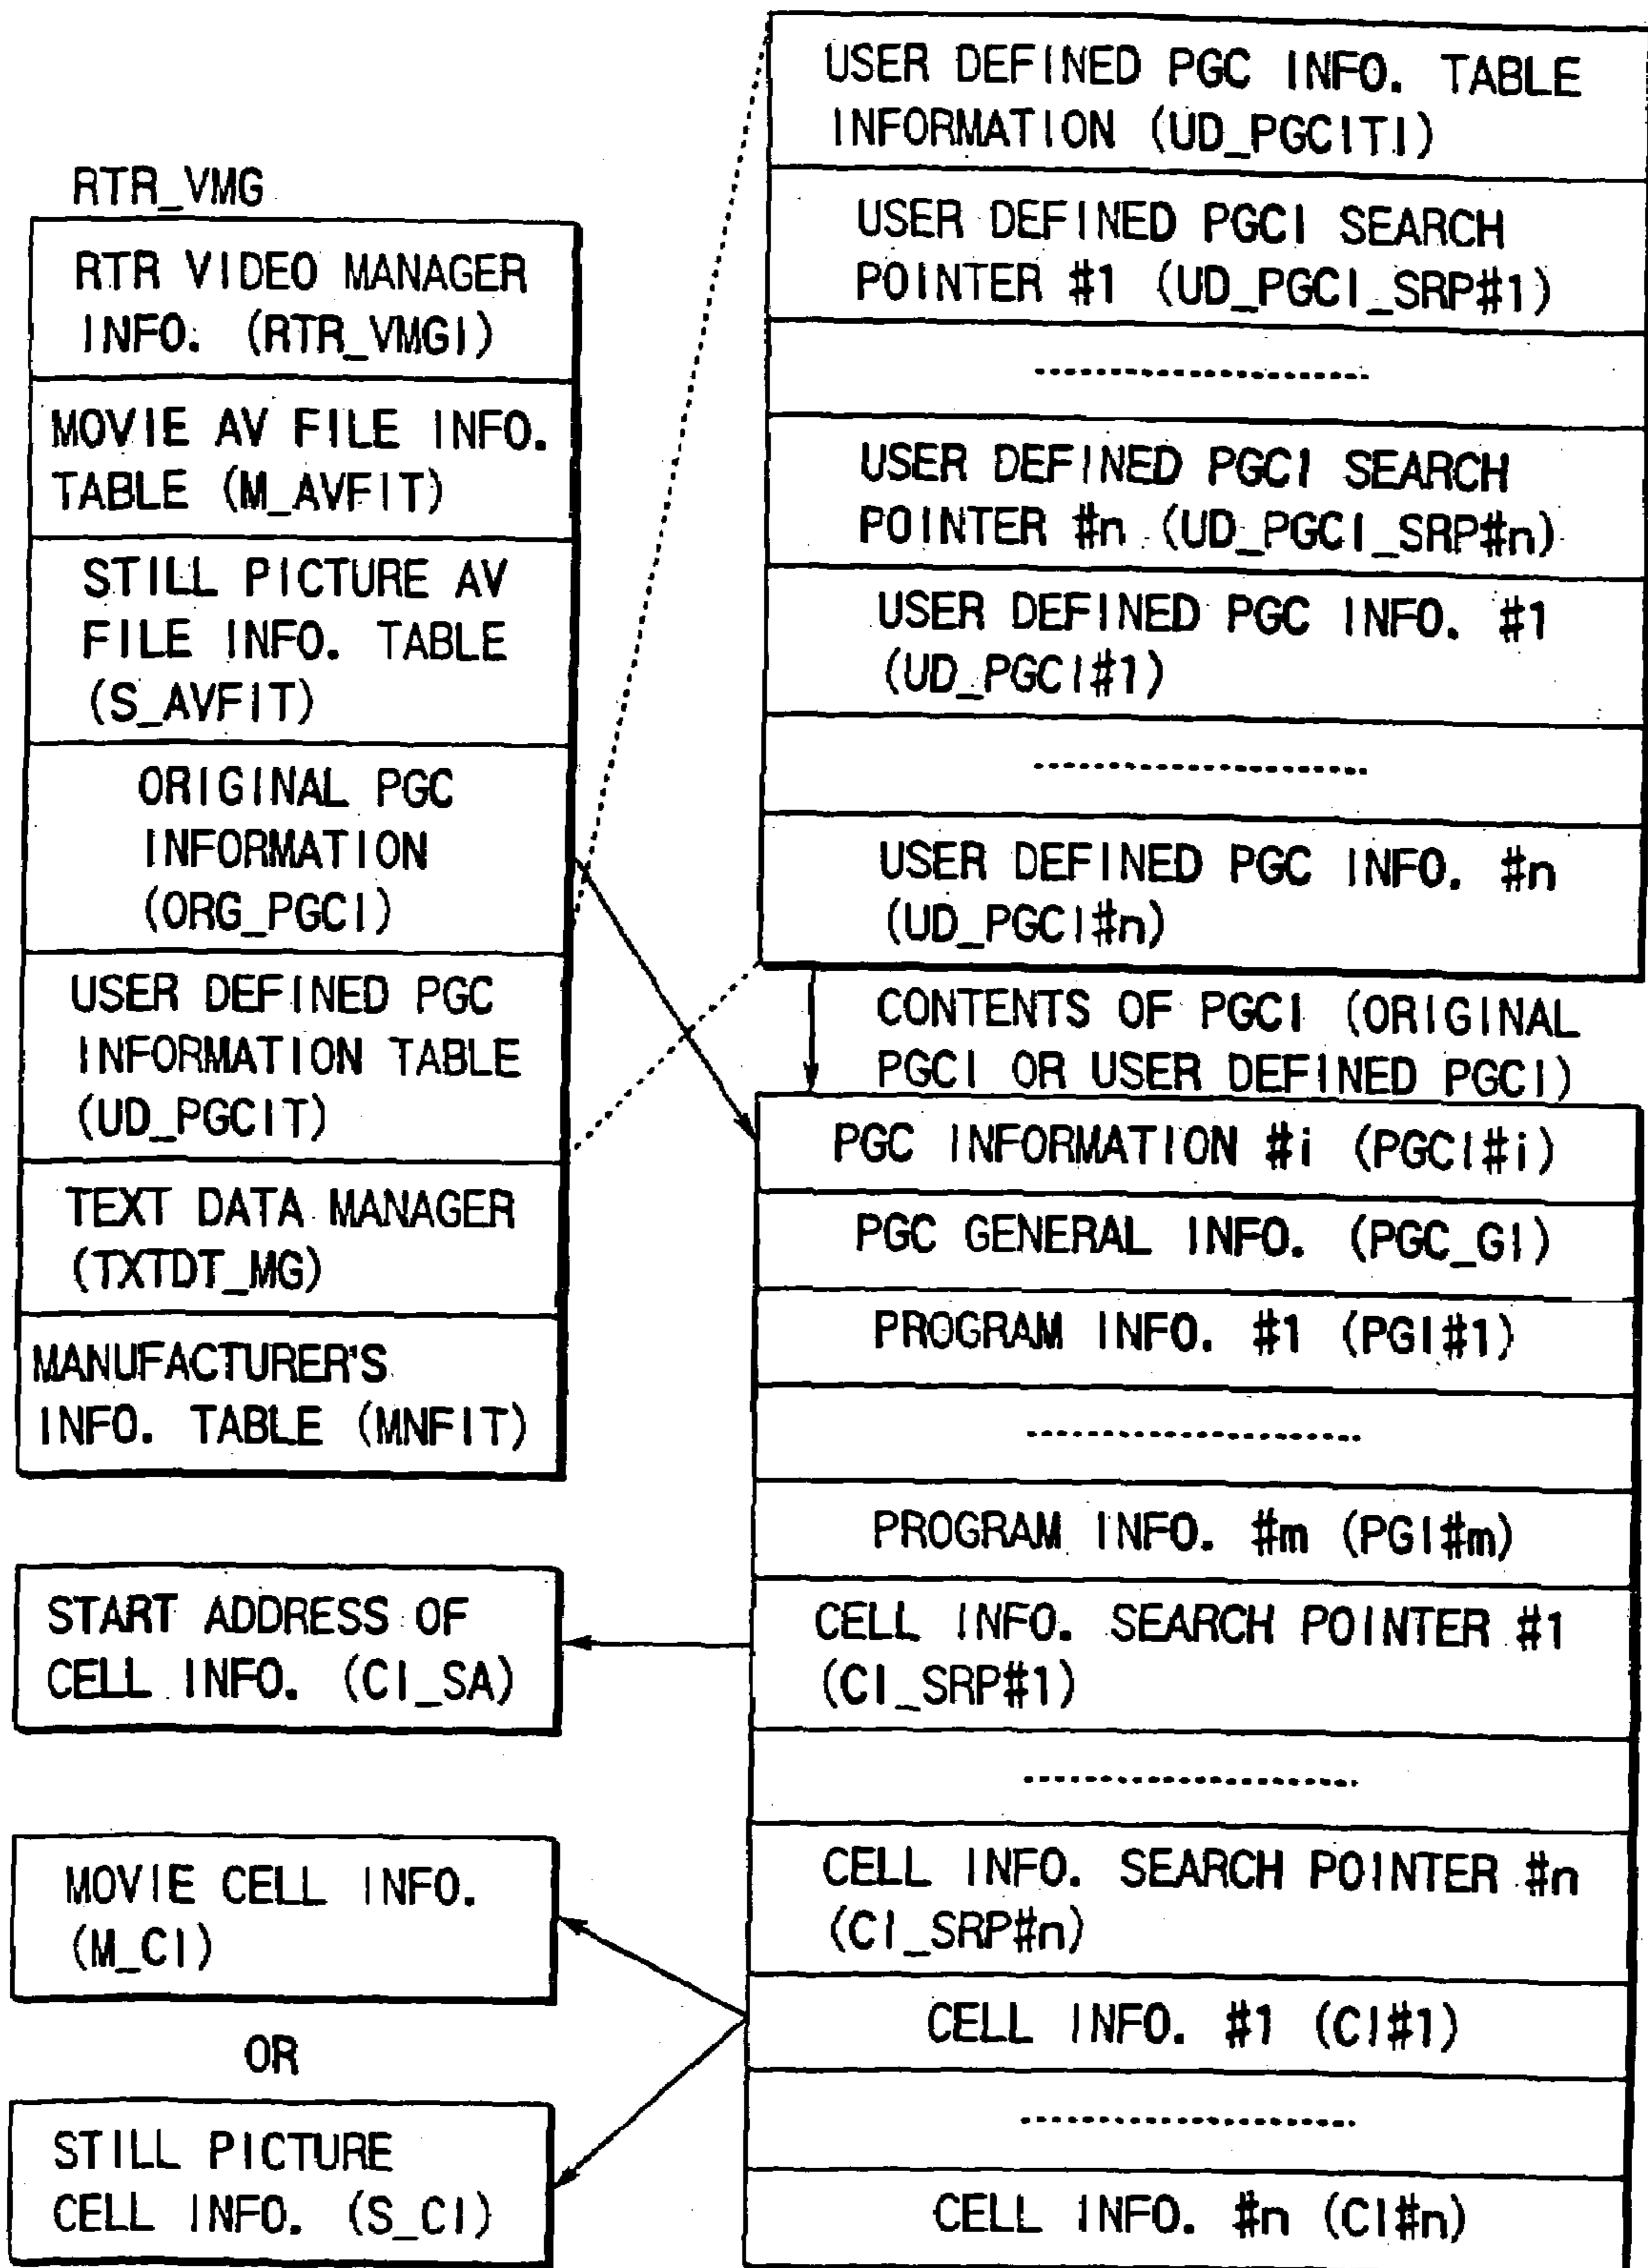 RTR_VMG
RTR VIDEO MANAGER
INFO. (RTR_VMGI)
MOVIE AV FILE INFO.
TABLE (M_AVFIT)
STILL PICTURE AV
FILE INFO. TABLE
(S_AVFIT)
ORIGINAL PGC
INFORMATION
(ORG_PGCI)
USER DEFINED PGC
INFORMATION TABLE
(UD_PGCIT)
TEXT DATA MANAGER
(TXTDT_MG)
MANUFACTURER'S
INFO. TABLE (MNFIT)
USER DEFINED PGC INFO. TABLE
INFORMATION (UD_PGCITI)
USER DEFINED PGCI SEARCH
POINTER #1 (UD_PGCI_SRP#1)
USER DEFINED PGCI SEARCH
POINTER #n (UD_PGCI_SRP#n)
USER DEFINED PGC INFO. #1
(UD_PGCI#1)
USER DEFINED PGC INFO. #n
(UD_PGCI#n)
CONTENTS OF PGCI (ORIGINAL
PGCI OR USER DEFINED PGCI)
PGC INFORMATION #i (PGCI#i)
PGC GENERAL INFO. (PGC_GI)
PROGRAM INFO. #1 (PGI#1)
PROGRAM INFO. #m (PGI#m)
CELL INFO. SEARCH POINTER #1
(CI_SRP#1)
CELL INFO. SEARCH POINTER #n
(CI_SRP#n)
CELL INFO. #1 (CI#1)
CELL INFO. #n (CI#n)
START ADDRESS OF
CELL INFO. (CI_SA)
MOVIE CELL INFO.
(M_CI)
OR
STILL PICTURE
CELL INFO. (S_CI)